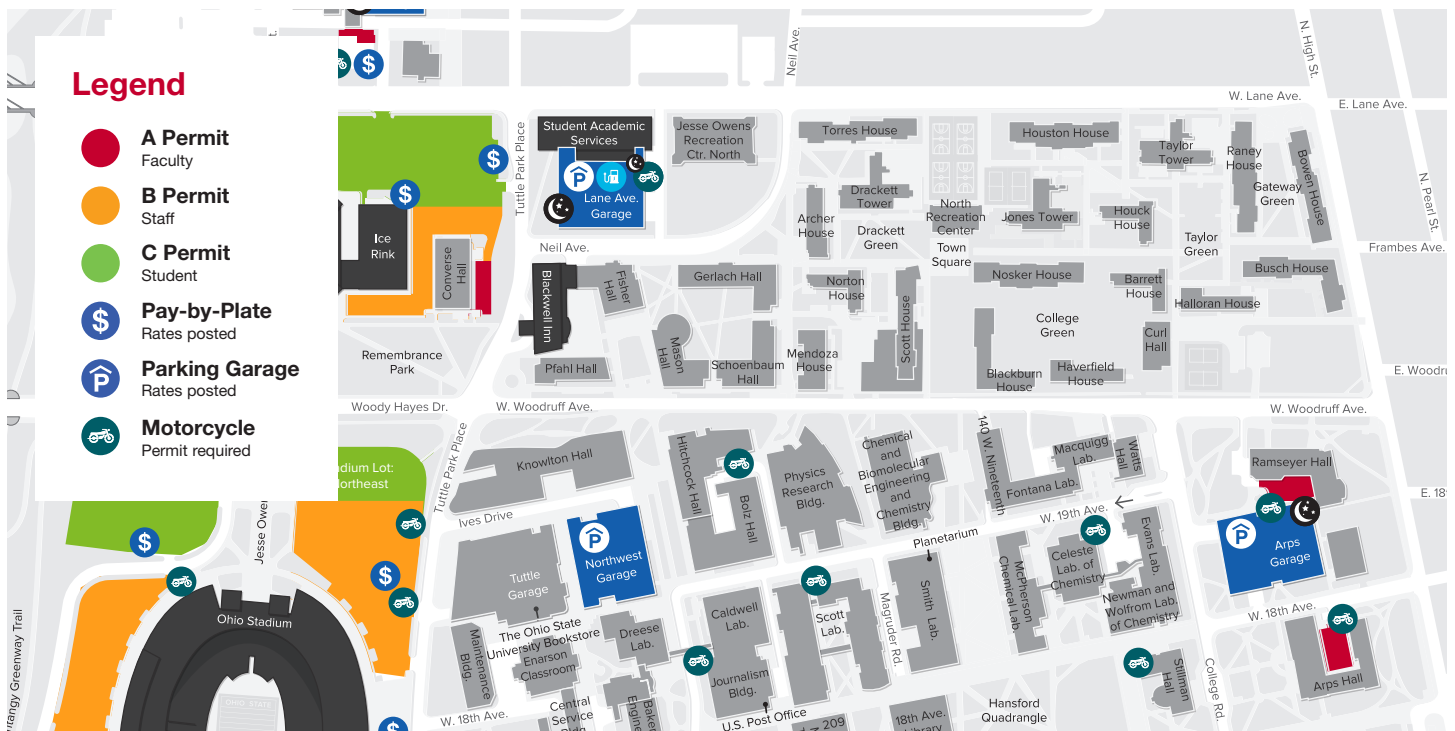 Legend
A Permit
Faculty
B Permit
Staff
C Permit
Student
$
Pay-by-Plate
Rates posted
P
Parking Garage
Rates posted
Motorcycle
Permit required
$
Neil Ave.
N. High St.
W. Lane Ave.
E. Lane Ave.
N. Pearl St.
Tuttle Park Place
$
$
Student Academic
Services
P
Lane Ave.
Garage
Jesse Owens
Recreation
Ctr. North
Torres House
Houston House
Taylor
Tower
Raney
House
Bowen House
Gateway
Green
Drackett
Tower
Archer
House
Drackett
Green
North
Recreation
Center
Town
Square
Jones Tower
Houck
House
Taylor
Green
Frambes Ave.
Ice
Rink
Converse
Hall
Neil Ave.
Blackwell Inn
Fisher
Hall
Gerlach Hall
Norton
House
Scott House
Nosker House
Barrett
House
Halloran House
Busch House
College
Green
Curl
Hall
Remembrance
Park
Pfahl Hall
Mason
Hall
Schoenbaum
Hall
Mendoza
House
Blackburn
House
Haverfield
House
Woody Hayes Dr.
W. Woodruff Ave.
W. Woodruff Ave.
Tuttle Park Place
Knowlton Hall
Hitchcock Hall
Bolz Hall
Physics
Research
Bldg.
Chemical
and
Biomolecular
Engineering
and
Chemistry
Bldg.
140 W. Nineteenth
Fontana Lab.
Macquigg
Lab.
Watts
Hall
W. 19th Ave.
Ramseyer Hall
P
Arps
Garage
Ives Drive
P
Northwest
Garage
Tuttle
Garage
The Ohio State
University Bookstore
$
$
Ohio Stadium
OHIO STATE
Maintenance
Bldg.
Enarson
Classroom
Dreese
Lab.
Caldwell
Lab.
Journalism
Bldg.
U.S. Post Office
Scott
Lab.
Magruder Rd.
Smith Lab.
Planetarium
McPherson
Chemical Lab.
Celeste
Lab. of
Chemistry
Evans Lab.
Newman and
Wolfrom Lab.
of Chemistry
Stillman
Hall
College Rd.
W. 18th Ave.
Arps Hall
Hansford
Quadrangle
W. 18th Ave.
Central
Service
Baker
18th Ave.
209
$